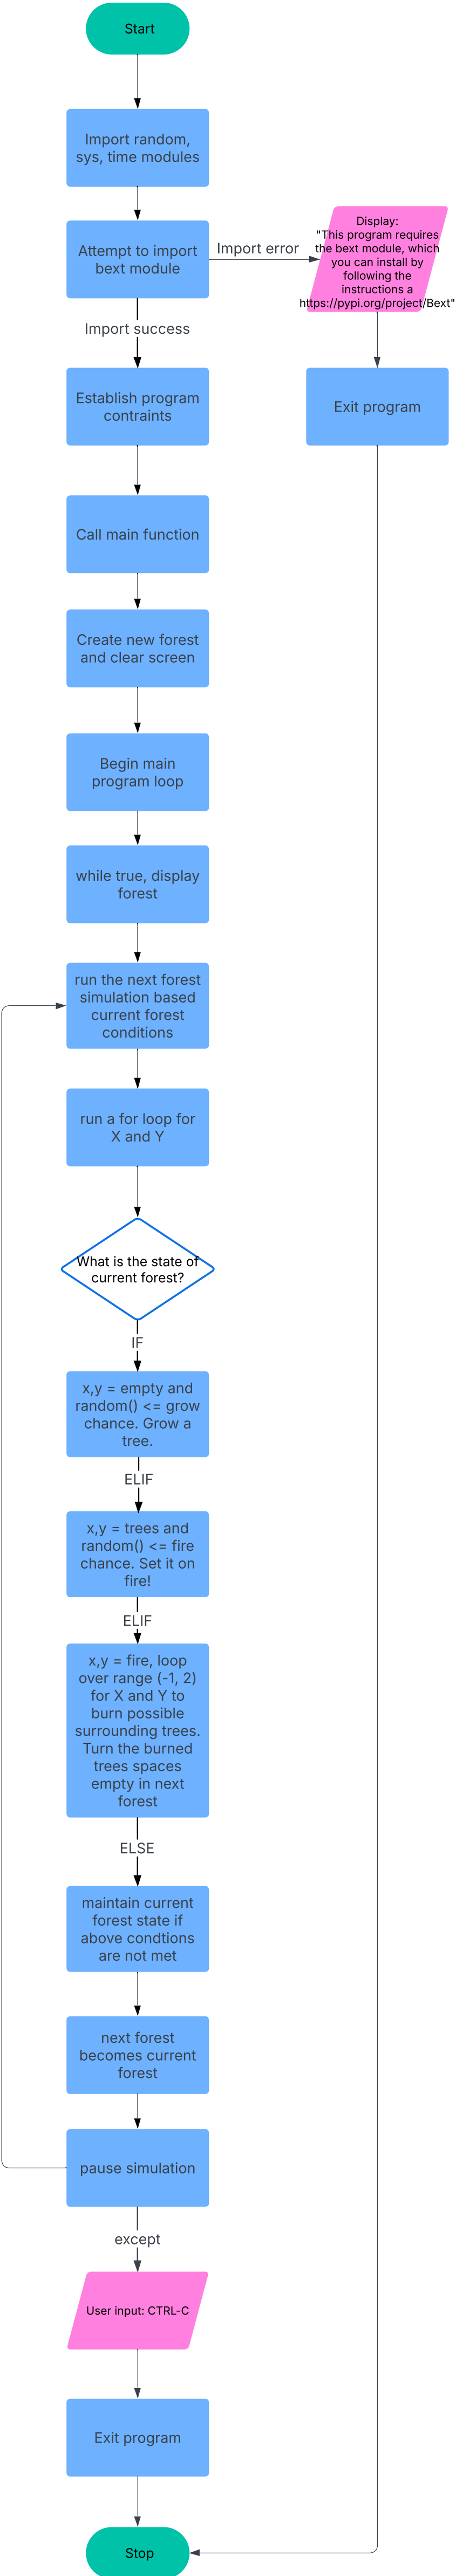 Start
Import random,
sys, time modules
Attempt to import
bext module
Import error
Display:
"This program requires
the bext module, which
you can install by
following the
instructions a
https://pypi.org/project/Bext"
Import success
Establish program
contraints
Exit program
Call main function
Create new forest
and clear screen
Begin main
program loop
while true, display
forest
run the next forest
simulation based
current forest
conditions
run a for loop for
X and Y
What is the state of
current forest?
IF
x,y = empty and
random() <= grow
chance. Grow a
tree.
ELIF
x,y = trees and
random() <= fire
chance. Set it on
fire!
ELIF
x,y = fire, loop
over range (-1, 2)
for X and Y to
burn possible
surrounding trees.
Turn the burned
trees spaces
empty in next
forest
ELSE
maintain current
forest state if
above condtions
are not met
next forest
becomes current
forest
pause simulation
except
User input: CTRL-C
Exit program
Stop